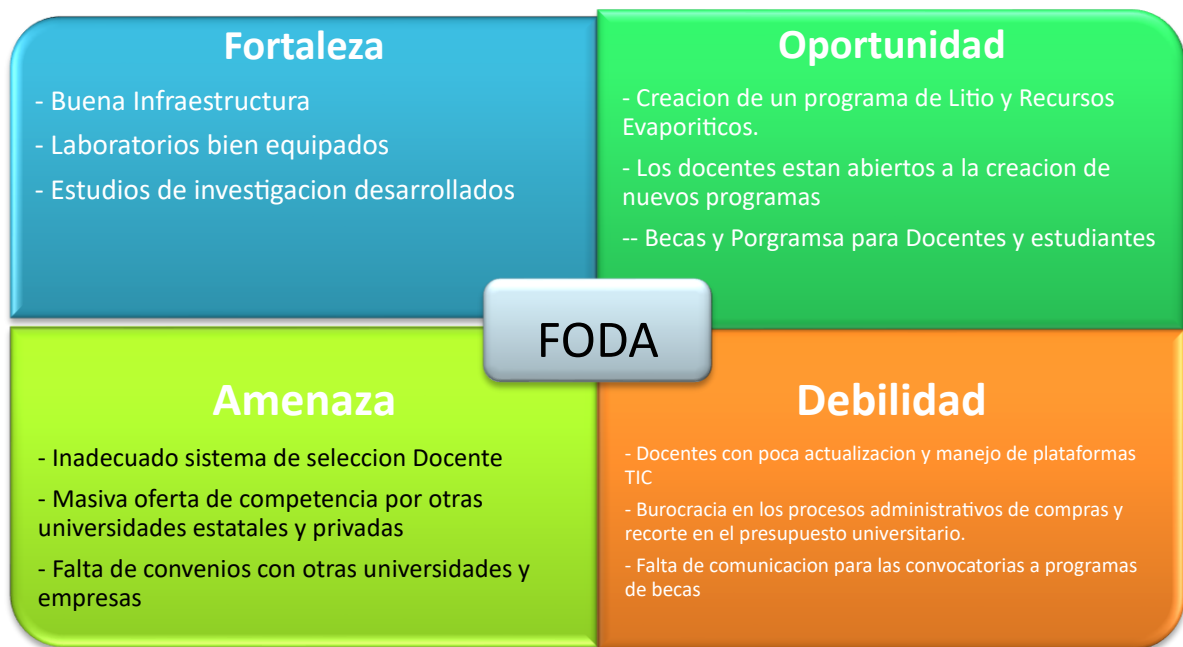 Fortaleza
- Buena Infraestructura
- Laboratorios bien equipados
- Estudios de investigacion desarrollados
Oportunidad
- Creacion de un programa de Litio y Recursos
Evaporiticos.
- Los docentes estan abiertos a la creacion de
nuevos programas
-- Becas y Porgramsa para Docentes y estudiantes
FODA
Amenaza
- Inadecuado sistema de seleccion Docente
- Masiva oferta de competencia por otras
universidades estatales y privadas
- Falta de convenios con otras universidades y
empresas
Debilidad
- Docentes con poca actualizacion y manejo de plataformas
TIC
- Burocracia en los procesos administrativos de compras y
recorte en el presupuesto universitario.
- Falta de comunicacion para las convocatorias a programas
de becas